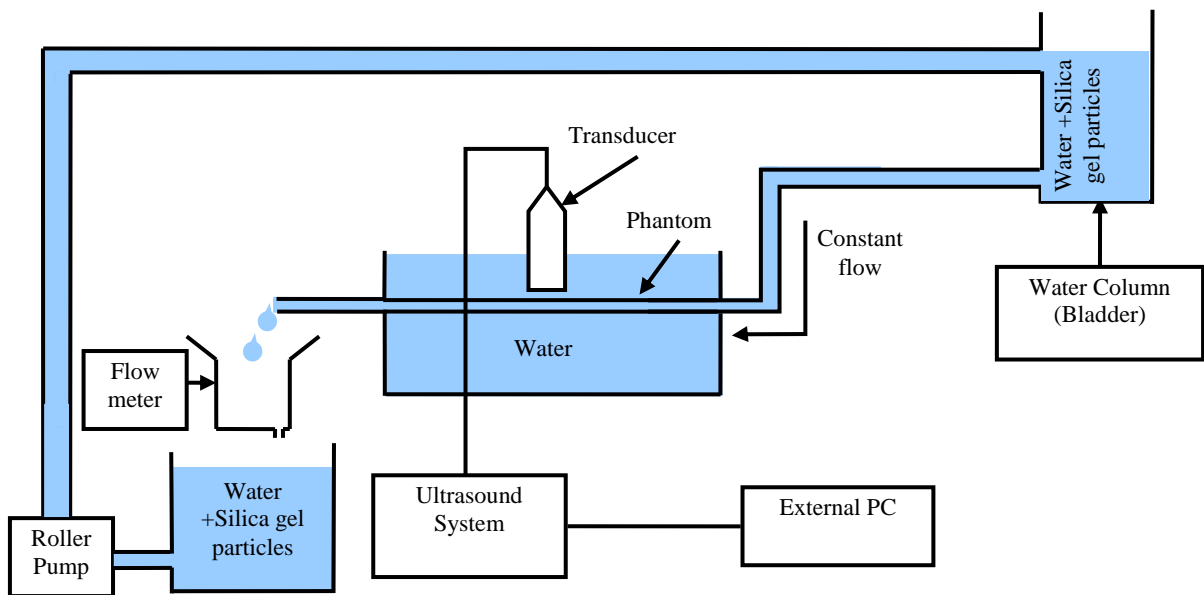 Water +Silica
gel particles
Transducer
Phantom
Constant
flow
Water Column
(Bladder)
Water
Flow
meter
Water
+Silica gel
particles
Ultrasound
System
External PC
Roller
Pump